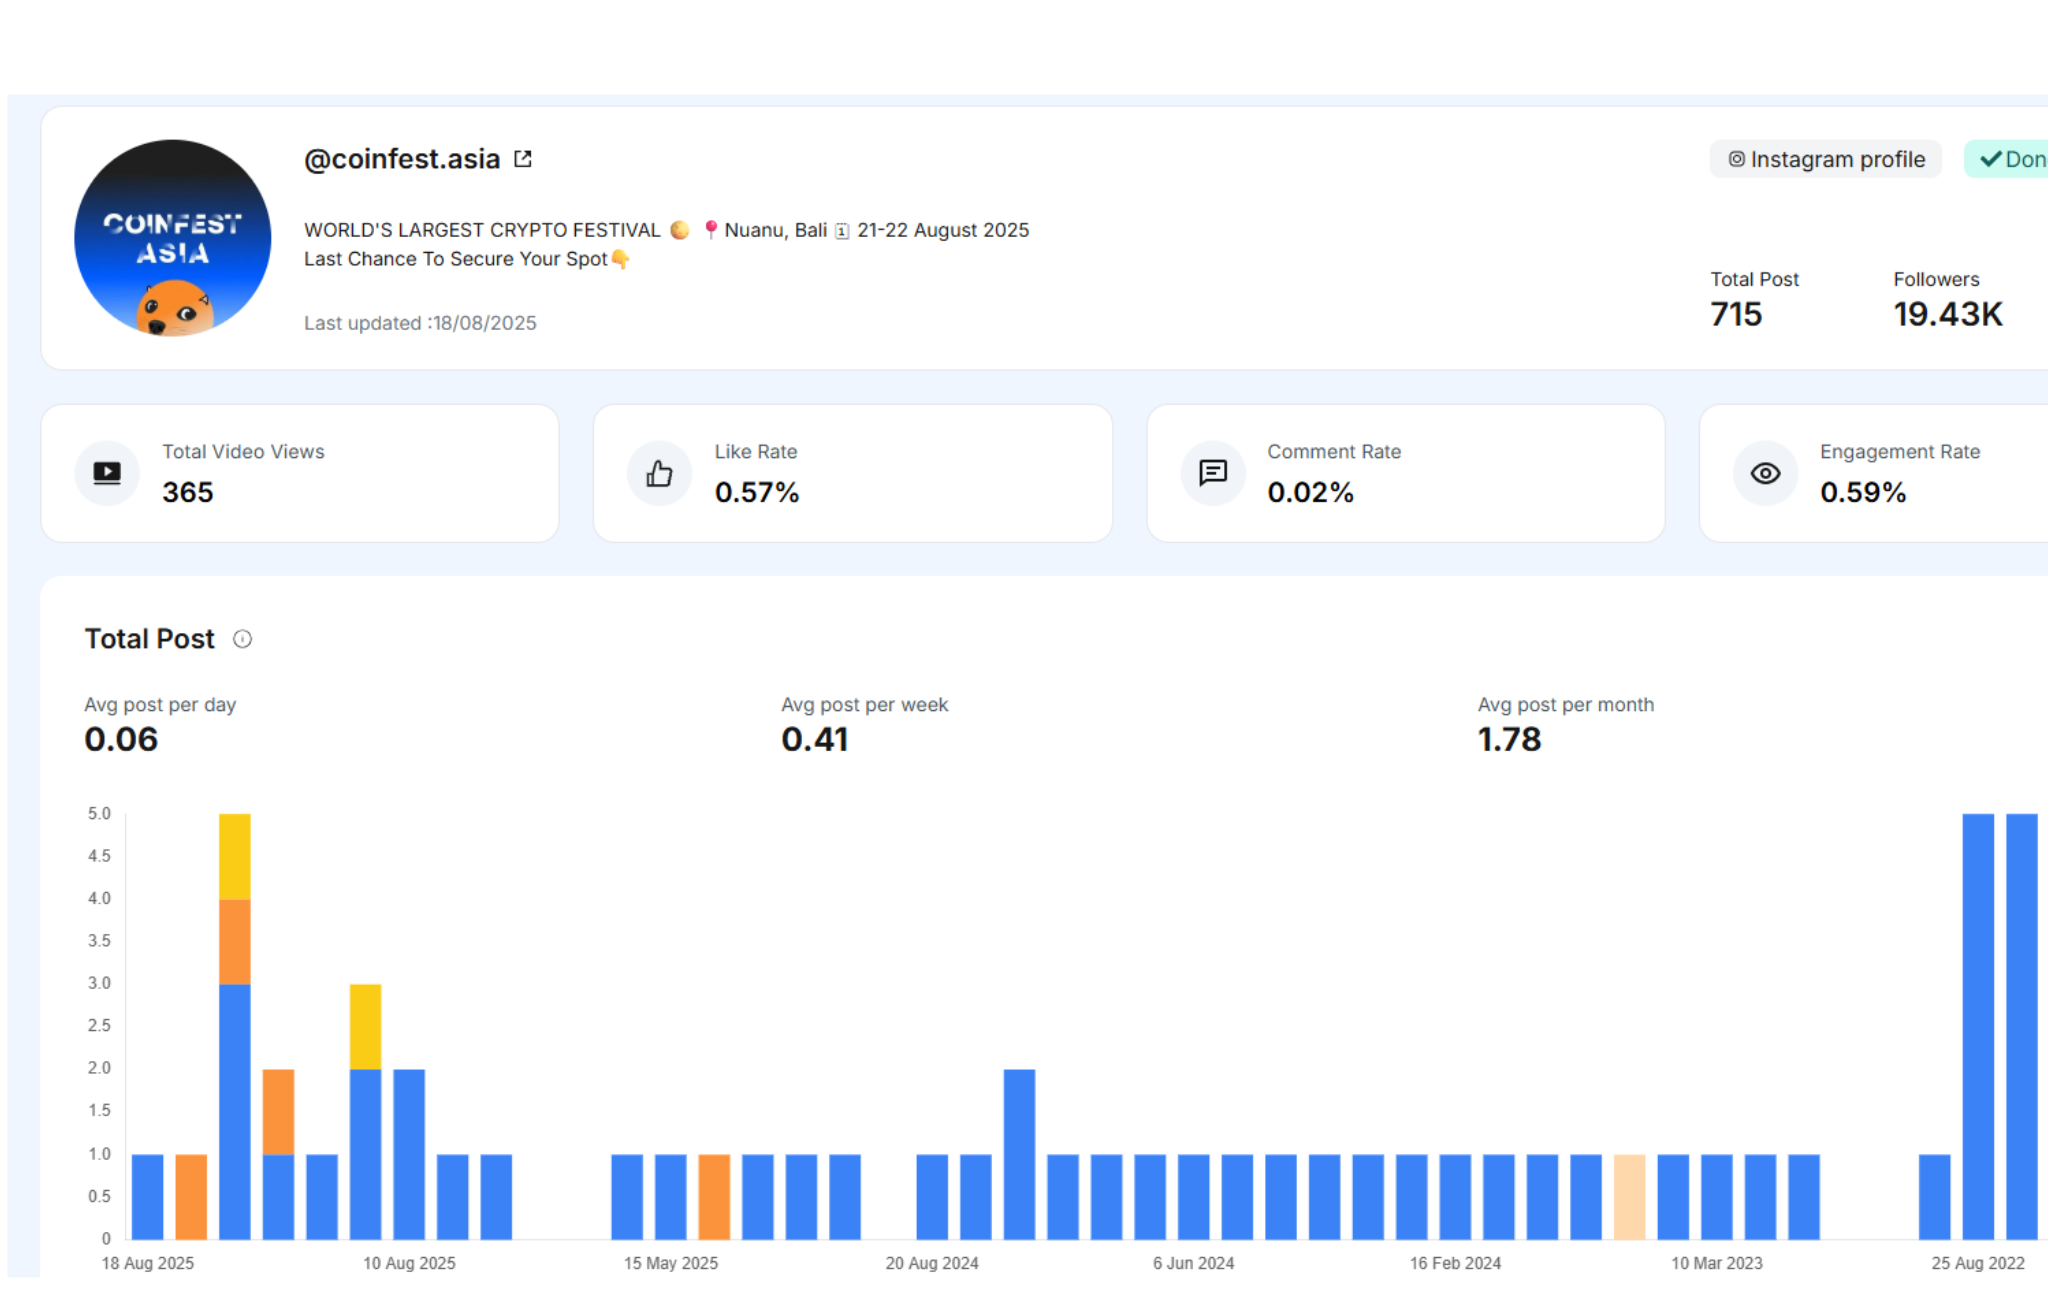 @coinfest.asia
Instagram profile
Don
COINFEST
ASIA
WORLD'S LARGEST CRYPTO FESTIVAL 🌕 📍Nuanu, Bali 🗓 21-22 August 2025
Last Chance To Secure Your Spot👇
Last updated :18/08/2025
Total Post
Followers
715
19.43K
Total Video Views
365
Like Rate
0.57%
Comment Rate
0.02%
Engagement Rate
0.59%
Total Post
Avg post per day
0.06
Avg post per week
0.41
Avg post per month
1.78
5.0
4.5
4.0
3.5
3.0
2.5
2.0
1.5
1.0
0.5
0
18 Aug 2025
10 Aug 2025
15 May 2025
20 Aug 2024
6 Jun 2024
16 Feb 2024
10 Mar 2023
25 Aug 2022